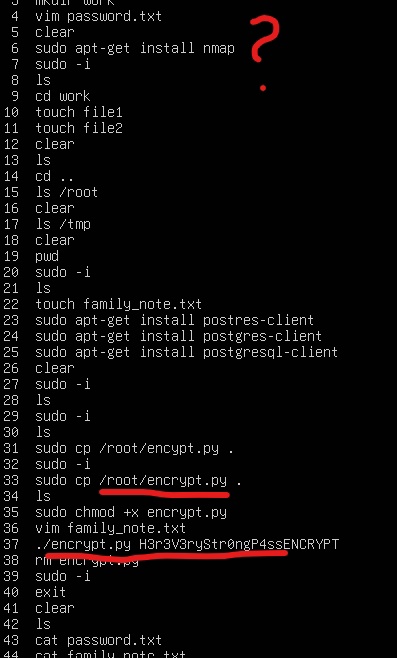 3 mkdir work
4 vim password.txt
5 clear
6 sudo apt-get install nmap
?
7 sudo -i
8 ls
9 cd work
10 touch file1
11 touch file2
12 clear
13 ls
14 cd ..
15 ls /root
16 clear
17 ls /tmp
18 clear
19 pwd
20 sudo -i
21 ls
22 touch family_note.txt
23 sudo apt-get install postres-client
24 sudo apt-get install postgres-client
25 sudo apt-get install postgresql-client
26 clear
27 sudo -i
28 ls
29 sudo -i
30 ls
31 sudo cp /root/encypt.py .
32 sudo -i
33 sudo cp /root/encrypt.py .
34 ls
35 sudo chmod +x encrypt.py
36 vim family_note.txt
37 ./encrypt.py H3r3V3ryStr0ngP4ssENCRYPT
38 rm encrypt.py
39 sudo -i
40 exit
41 clear
42 ls
43 cat password.txt
44 cat family_note.txt